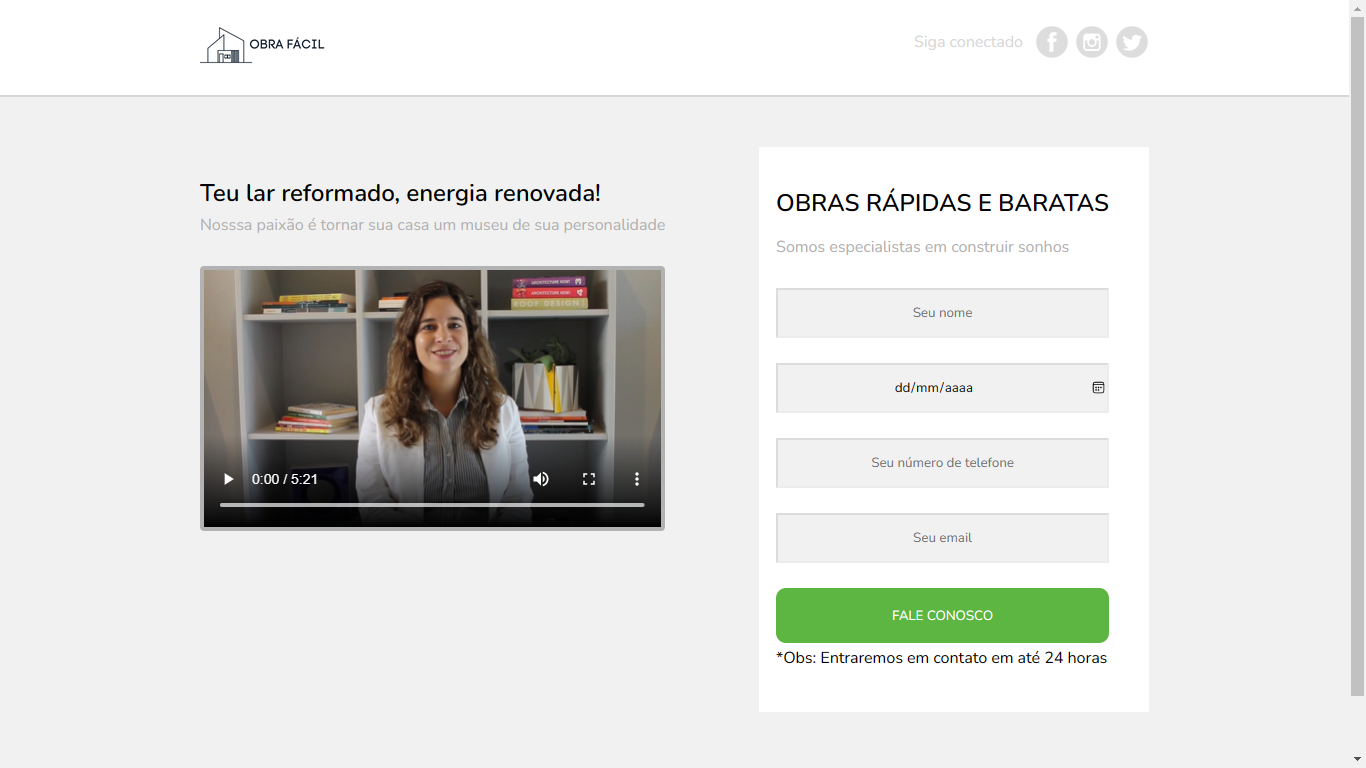 OBRA FÁCIL
Siga conectado
Teu lar reformado, energia renovada!
Nosssa paixão é tornar sua casa um museu de sua personalidade
ARCHITECTURE NOW!
ARCHITECTURE NOW!
ROOF DESIGN
0:00 / 5:21
OBRAS RÁPIDAS E BARATAS
Somos especialistas em construir sonhos
Seu nome
dd/mm/aaaa
Seu número de telefone
Seu email
FALE CONOSCO
*Obs: Entraremos em contato em até 24 horas